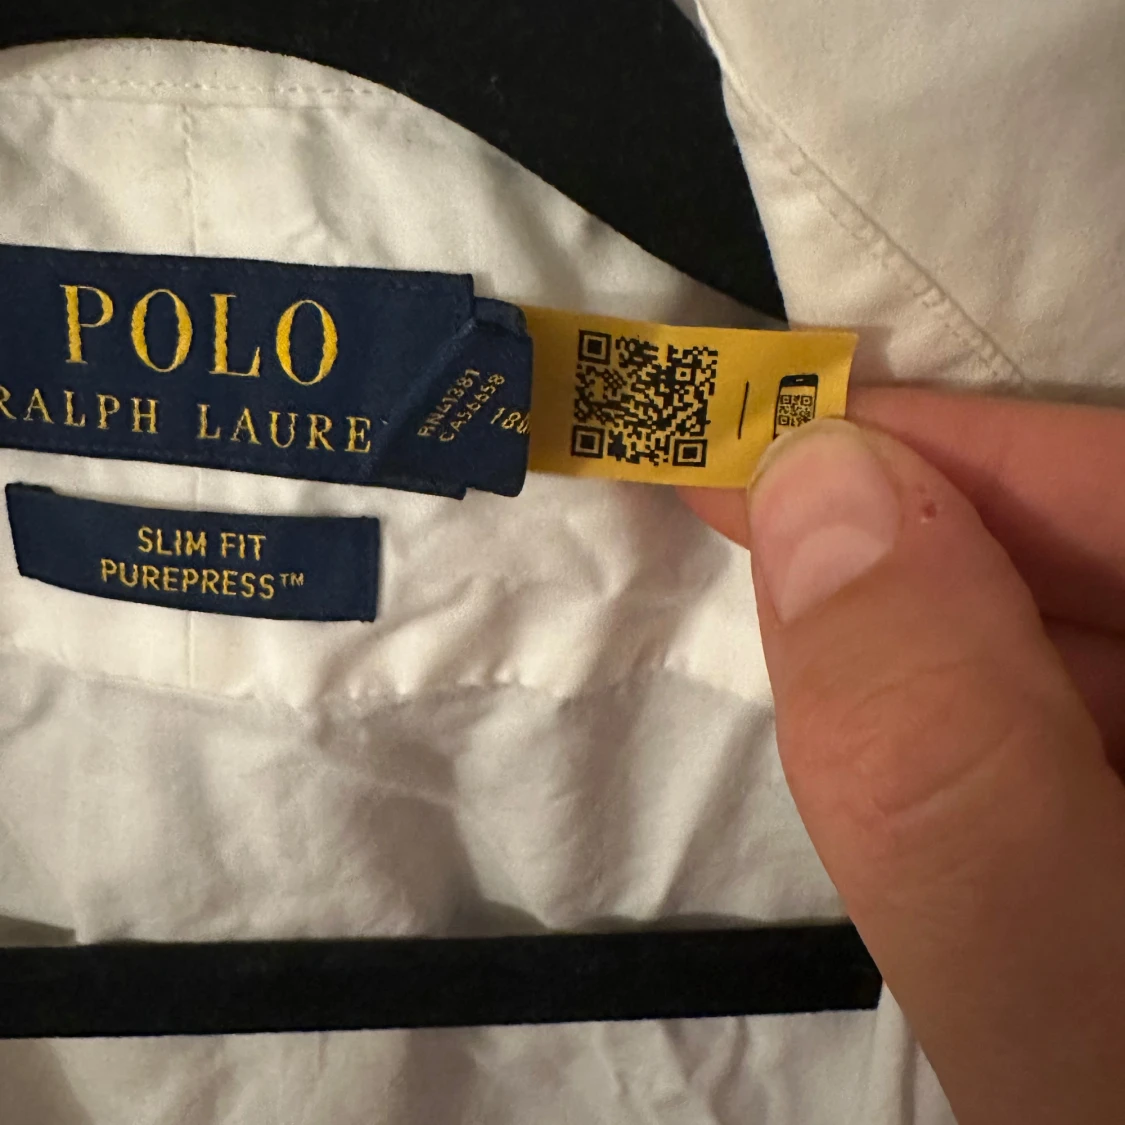 POLO
RALPH LAURE
RN41381
CA56658
SLIM FIT
PUREPRESS™